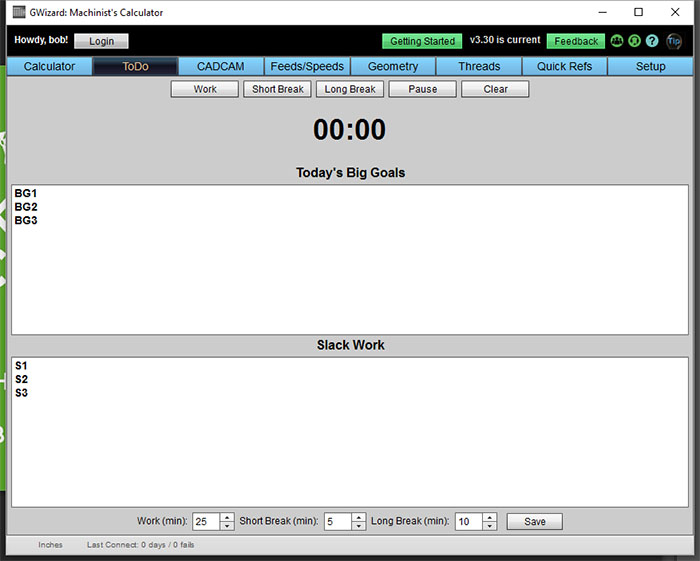 GWizard: Machinist's Calculator
Howdy, bob! Login Getting Started v3.30 is current Feedback ? Tip
Calculator ToDo CADCAM Feeds/Speeds Geometry Threads Quick Refs Setup
Work Short Break Long Break Pause Clear
00:00
Today's Big Goals
BG1
BG2
BG3
Slack Work
S1
S2
S3
Work (min): 25 Short Break (min): 5 Long Break (min): 10 Save
Inches Last Connect: 0 days / 0 fails